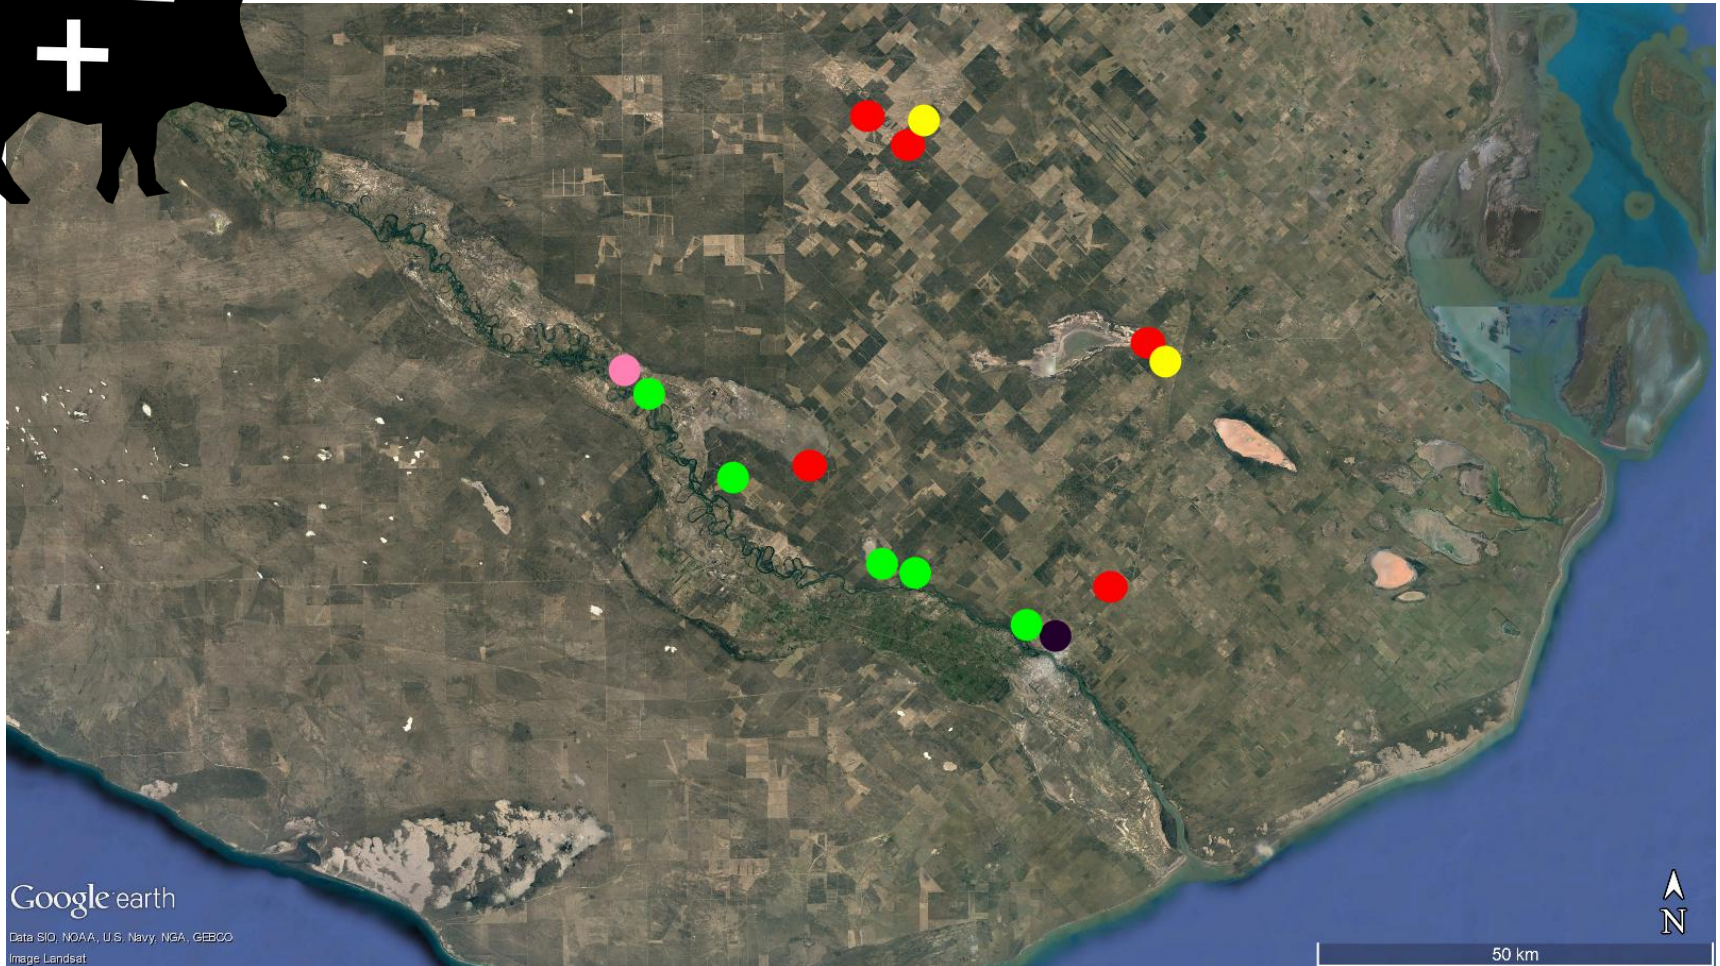 Google earth
Data SIO, NOAA, U.S. Navy, NGA, GEBCO
Image Landsat
N
50 km